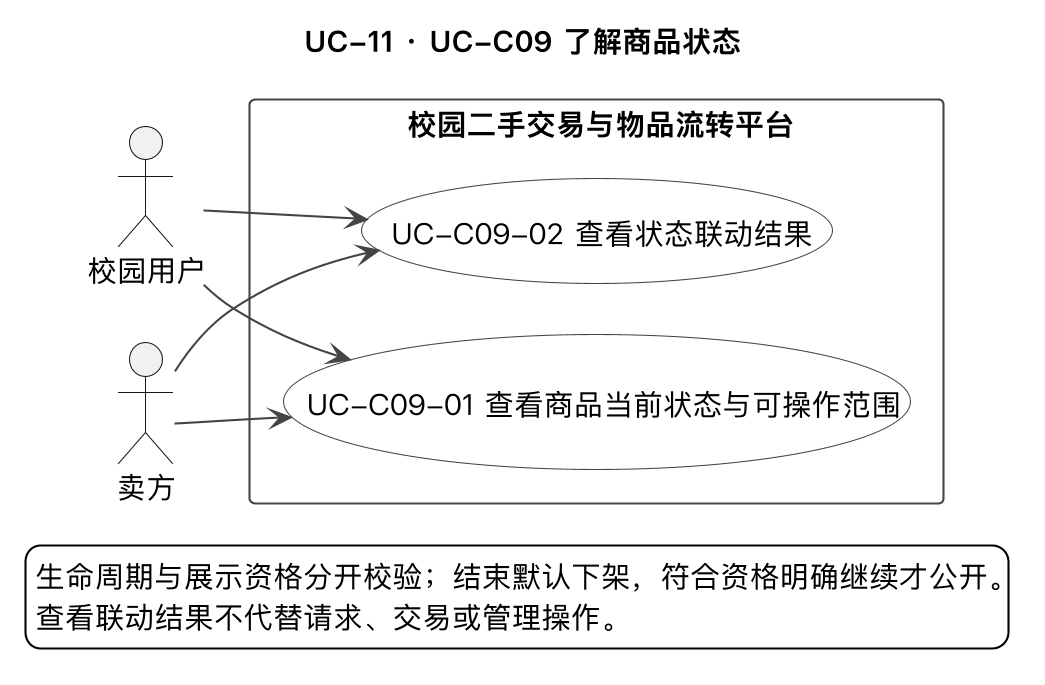 UC–11 · UC–C09 了解商品状态
校园二手交易与物品流转平台
UC–C09–02 查看状态联动结果
校园用户
UC–C09–01 查看商品当前状态与可操作范围
卖方
生命周期与展示资格分开校验；结束默认下架，符合资格明确继续才公开。
查看联动结果不代替请求、交易或管理操作。